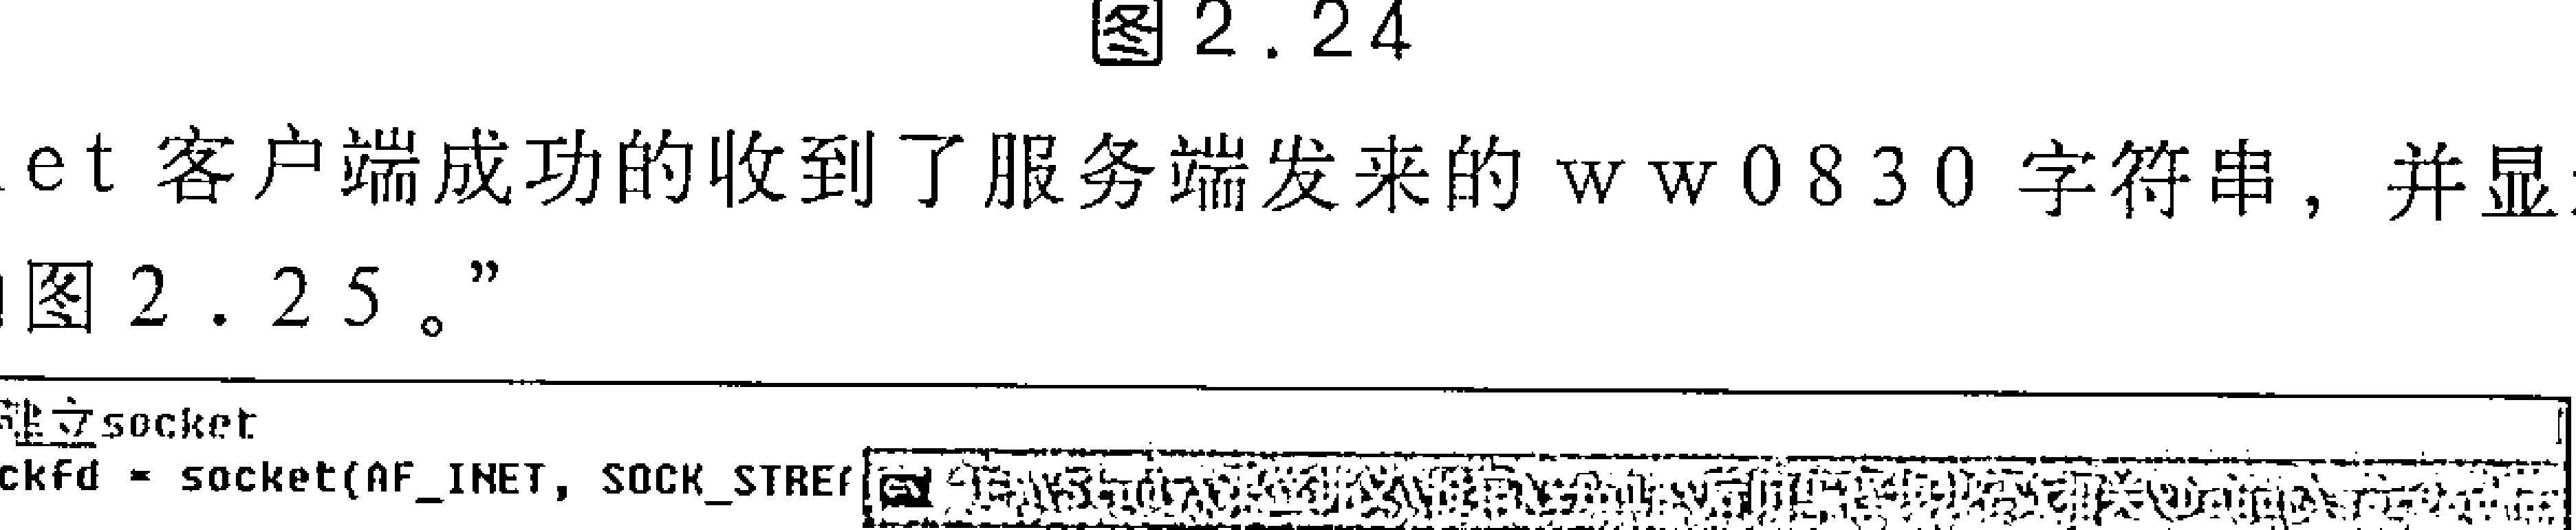 图2.24
et客户端成功的收到了服务端发来的ww0830字符串，并显
图2.25。”
建立socket
ckfd = socket(AF_INET, SOCK_STRE